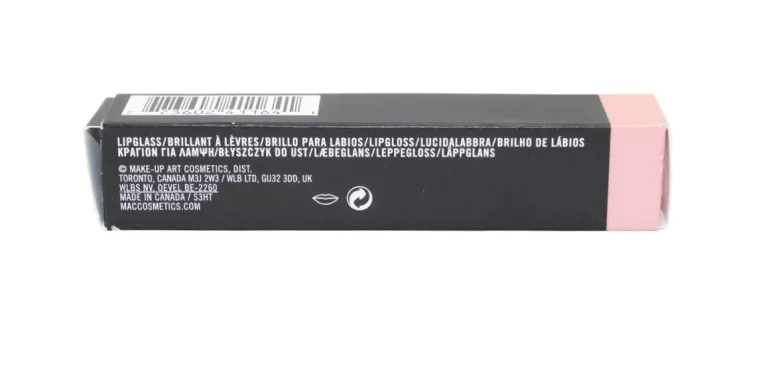 LIPGLASS/BRILLANT À LÈVRES/BRILLO PARA LABIOS/LIPGLOSS/LUCIDALABBRA/BRILHO DE LÁBIOS
ΚΡΑΓΙΟΝ ΓΙΑ ΛΑΜΨΗ/BŁYSZCZYK DO UST/LÆBEGLANS/LEPPEGLOSS/LÄPPGLANS
© MAKE-UP ART COSMETICS, DIST.
TORONTO, CANADA M3J 2W3 / WLB LTD, GU32 3DD, UK
WLBS NV. OEVEL BE-2260
MADE IN CANADA / S3HT
MACCOSMETICS.COM